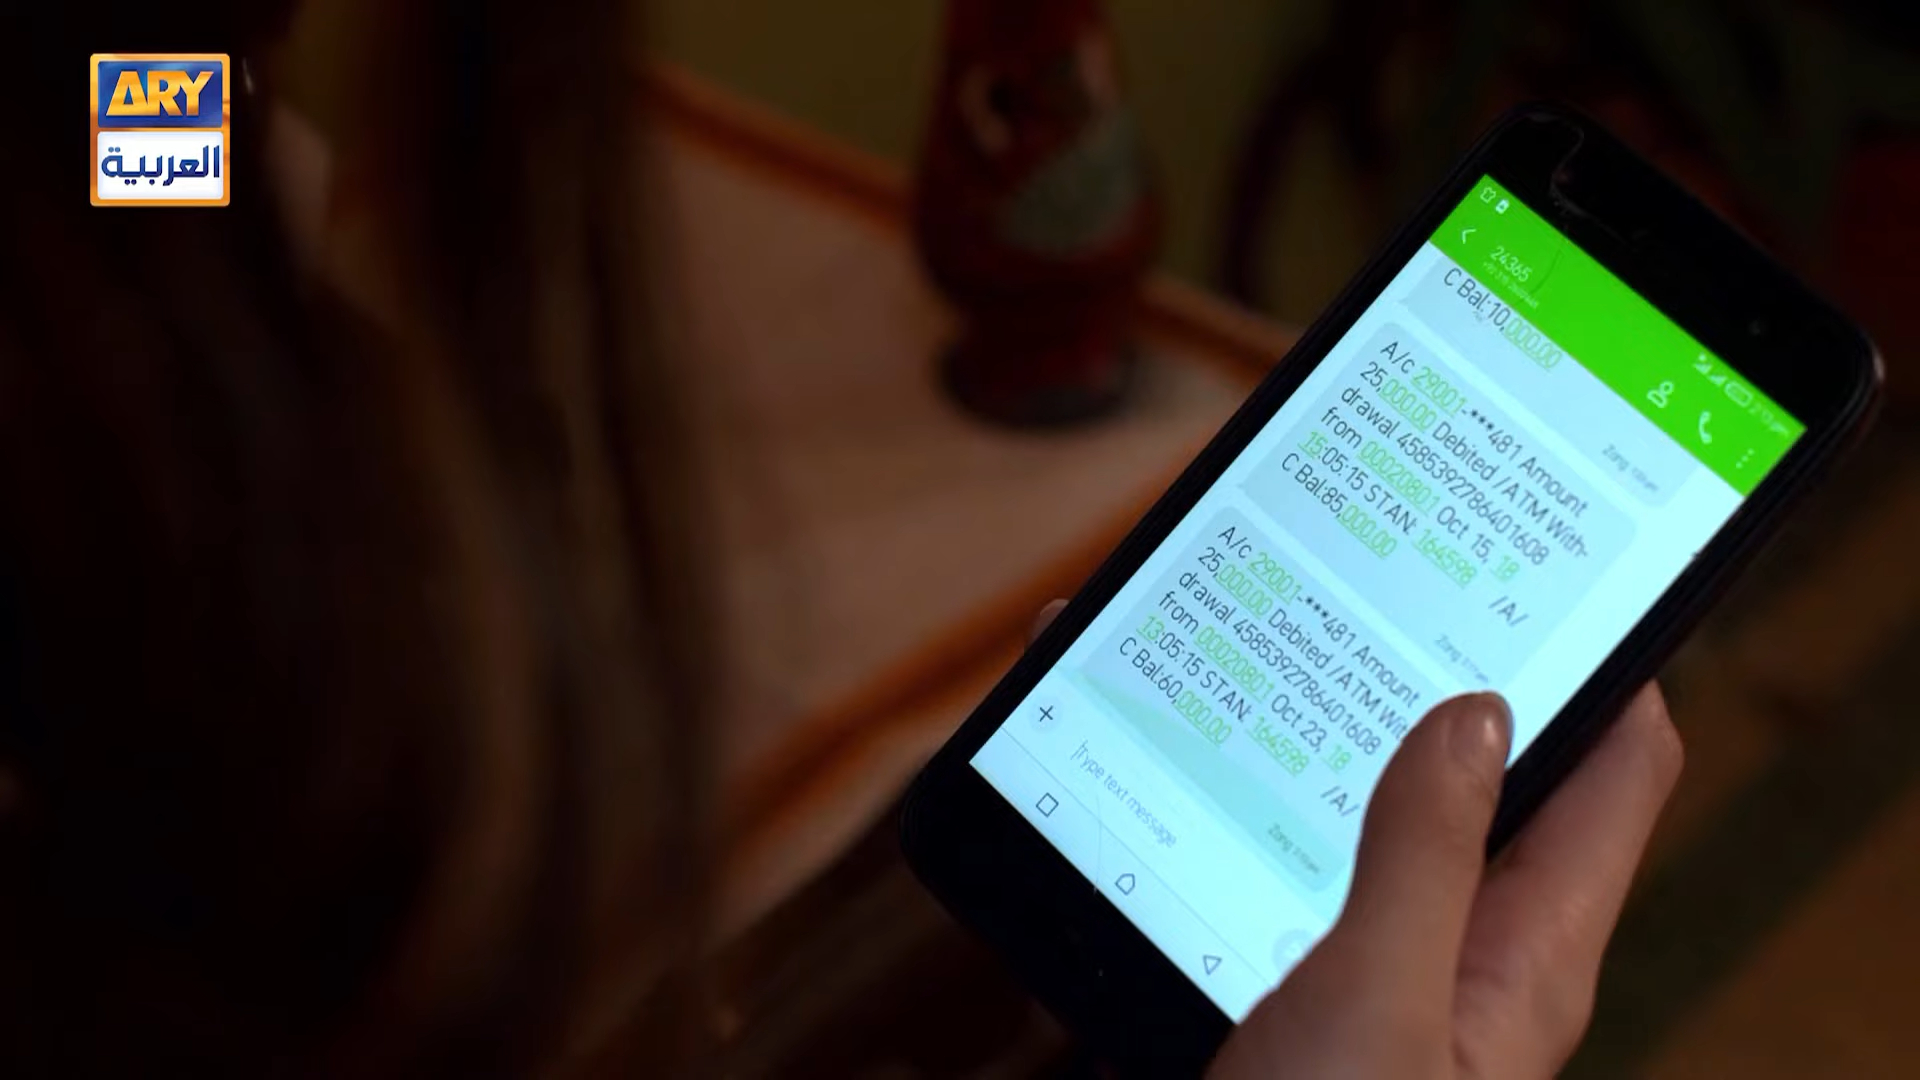 ARY
العربية
24365
C Bal:10,000.00
Zong
A/c 29001-***481 Amount
25,000.00 Debited /ATM With-
drawal 4585392786401608
from 00020801 Oct 15, 18
15:05:15 STAN: 164598 /A/
C Bal:85,000.00
Zong
A/c 29001-***481 Amount
25,000.00 Debited /ATM With
drawal 4585392786401608
from 00020801 Oct 23, 18
13:05:15 STAN: 164598 /A/
C Bal:60,000.00
Zong
Type text message